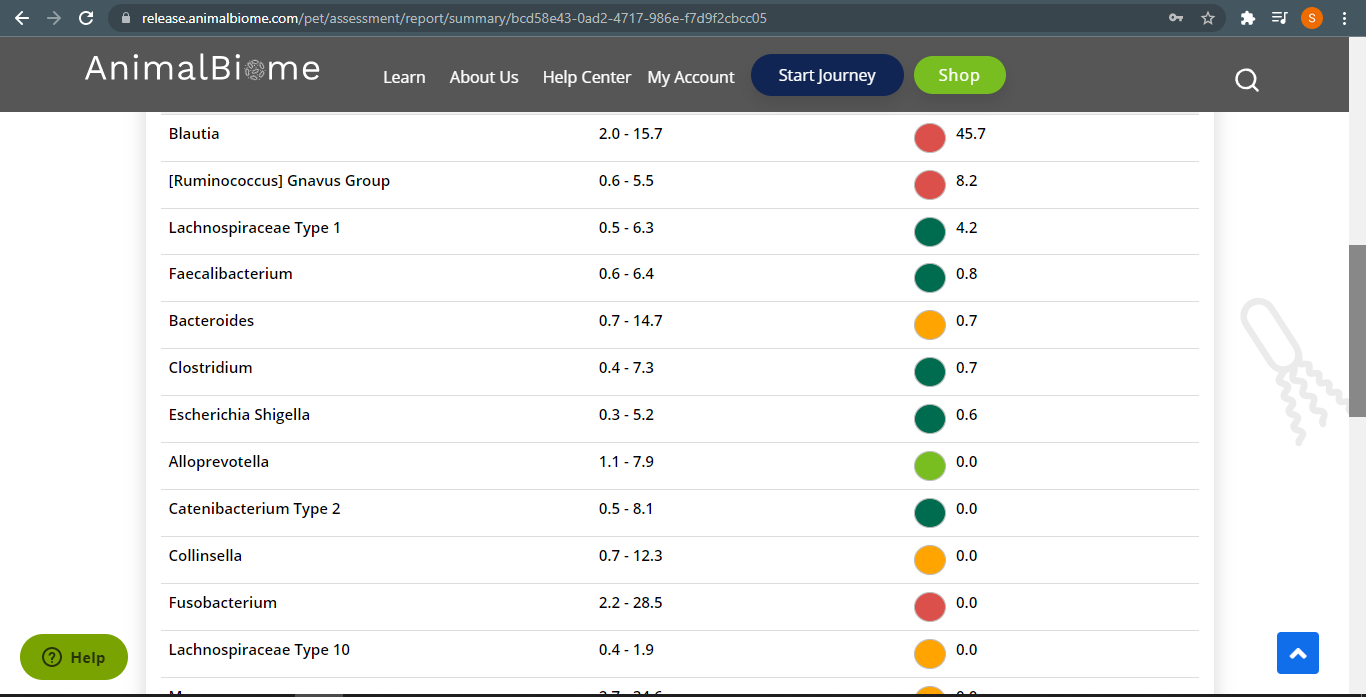 release.animalbiome.com/pet/assessment/report/summary/bcd58e43-0ad2-4717-986e-f7d9f2cbcc05
S
AnimalBiome
Learn About Us Help Center My Account Start Journey Shop
Blautia 2.0 - 15.7 45.7
[Ruminococcus] Gnavus Group 0.6 - 5.5 8.2
Lachnospiraceae Type 1 0.5 - 6.3 4.2
Faecalibacterium 0.6 - 6.4 0.8
Bacteroides 0.7 - 14.7 0.7
Clostridium 0.4 - 7.3 0.7
Escherichia Shigella 0.3 - 5.2 0.6
Alloprevotella 1.1 - 7.9 0.0
Catenibacterium Type 2 0.5 - 8.1 0.0
Collinsella 0.7 - 12.3 0.0
Fusobacterium 2.2 - 28.5 0.0
Lachnospiraceae Type 10 0.4 - 1.9 0.0
? Help